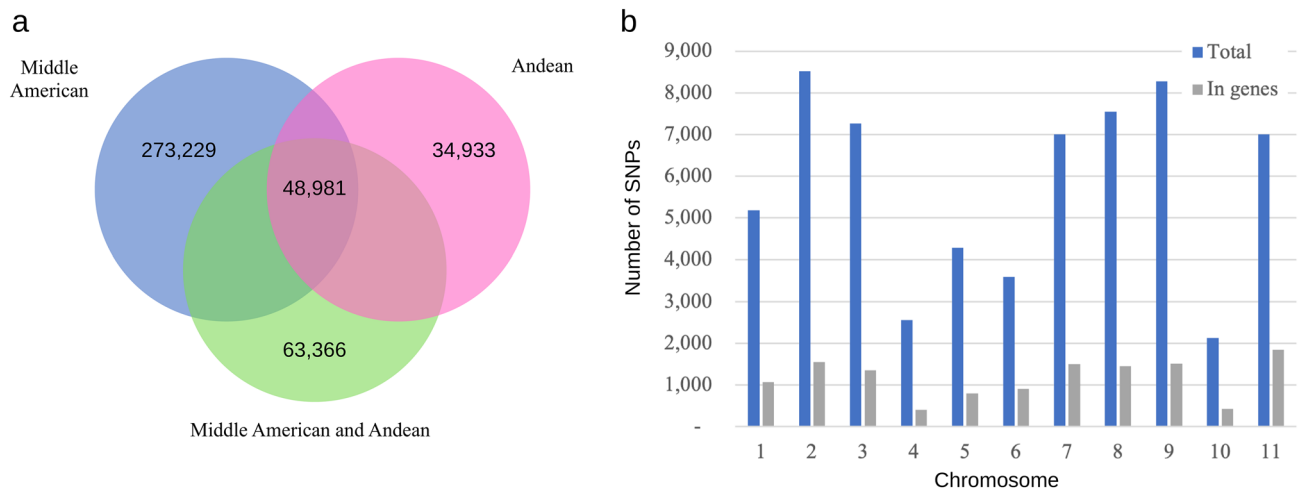 a
Middle
American
Andean
273,229
34,933
48,981
63,366
Middle American and Andean
b
Number of SNPs
9,000
8,000
7,000
6,000
5,000
4,000
3,000
2,000
1,000
-
Total
In genes
1 2 3 4 5 6 7 8 9 10 11
Chromosome